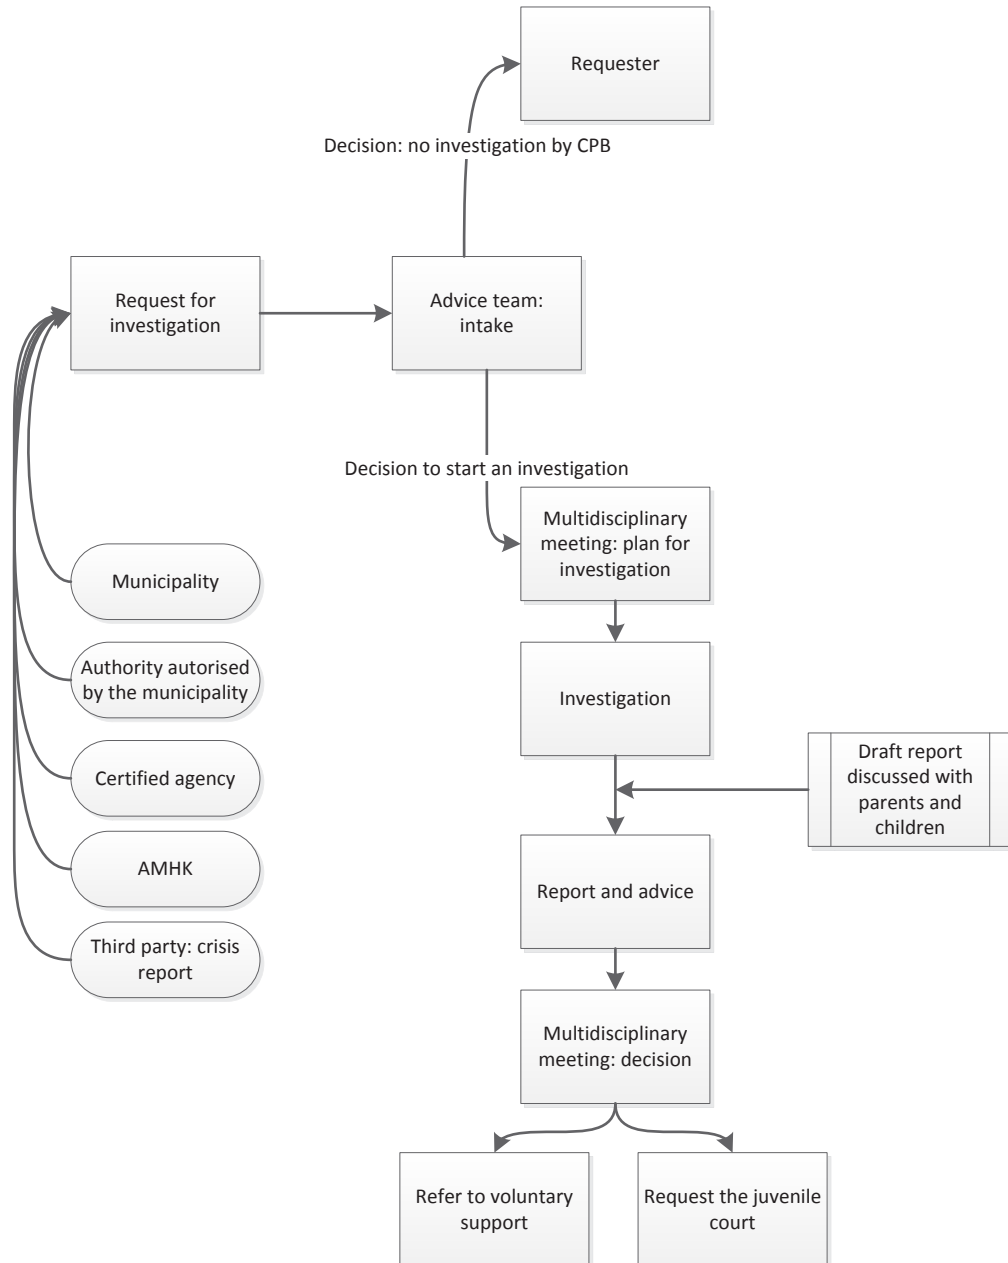 Requester
Decision: no investigation by CPB
Request for
investigation
Advice team:
intake
Decision to start an investigation
Multidisciplinary
meeting: plan for
investigation
Municipality
Authority autorised
by the municipality
Investigation
Certified agency
Draft report
discussed with
parents and
children
AMHK
Report and advice
Third party: crisis
report
Multidisciplinary
meeting: decision
Refer to voluntary
support
Request the juvenile
court